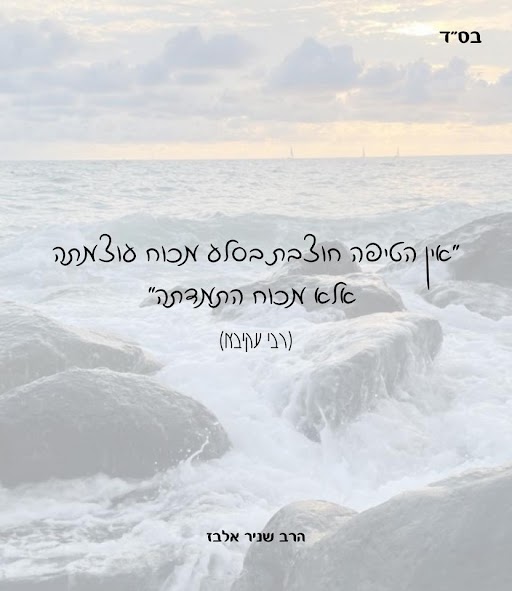 בס״ד
״אין הטיפה חוצבת בסלע מכוח עוצמתה
אלא מכוח התמדתה״
(רבי עקיבא)
הרב שניר אלבז